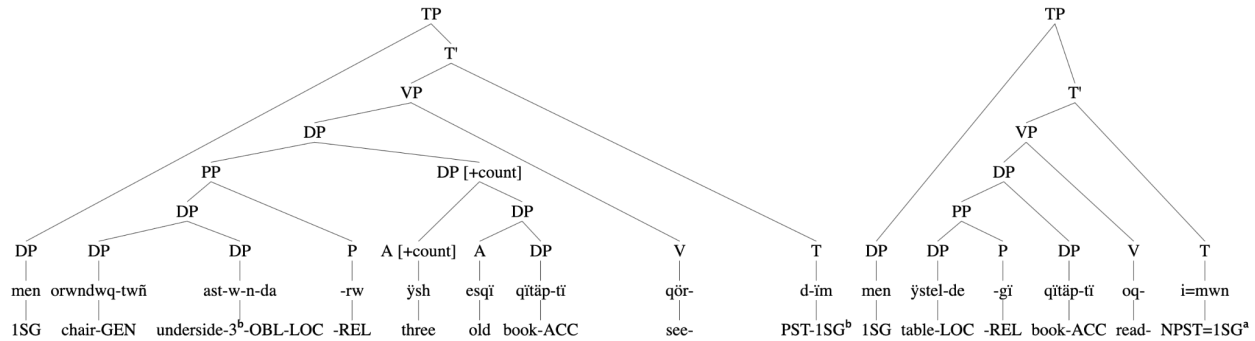 TP TP
T'
VP T'
DP VP
PP DP [+count] DP
DP DP PP
DP DP DP P A [+count] A DP V T DP DP P DP V T
men orwndwq-twñ ast-w-n-da -rw ÿsh esqï qïtäp-tï qör- d-ïm men ÿstel-de -gï qïtäp-tï oq- i=mwn
1SG chair-GEN underside-3ᵇ-OBL-LOC -REL three old book-ACC see- PST-1SGᵇ 1SG table-LOC -REL book-ACC read- NPST=1SGᵃ